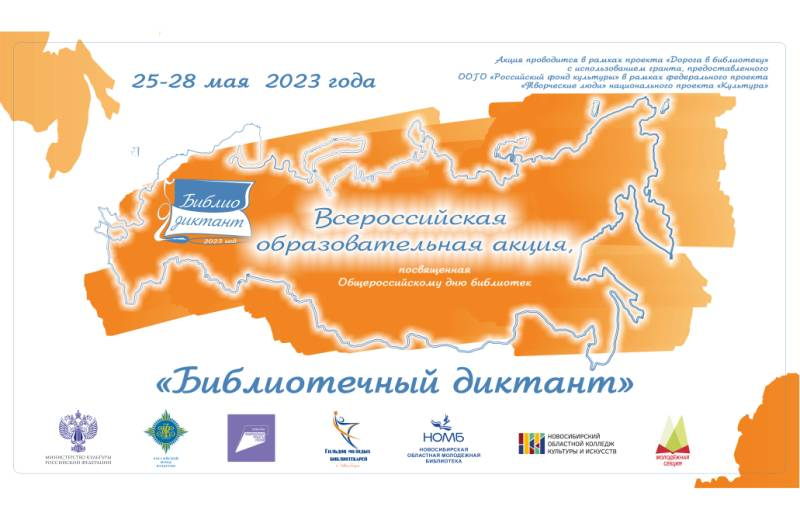 25-28 мая 2023 года
Акция проводится в рамках проекта «Дорога в библиотеку»
с использованием гранта, предоставленного
ООГО «Российский фонд культуры» в рамках федерального проекта
«Творческие люди» национального проекта «Культура»
Библио
диктант
2023 год
Всероссийская
образовательная акция,
посвященная
Общероссийскому дню библиотек
«Библиотечный диктант»
МИНИСТЕРСТВО КУЛЬТУРЫ
РОССИЙСКОЙ ФЕДЕРАЦИИ
РОССИЙСКИЙ
ФОНД
КУЛЬТУРЫ
Гильдия молодых
библиотекарей
НОМБ
НОВОСИБИРСКАЯ
ОБЛАСТНАЯ МОЛОДЕЖНАЯ
БИБЛИОТЕКА
НОВОСИБИРСКИЙ
ОБЛАСТНОЙ КОЛЛЕДЖ
КУЛЬТУРЫ И ИСКУССТВ
МОЛОДЁЖНАЯ
СЕКЦИЯ